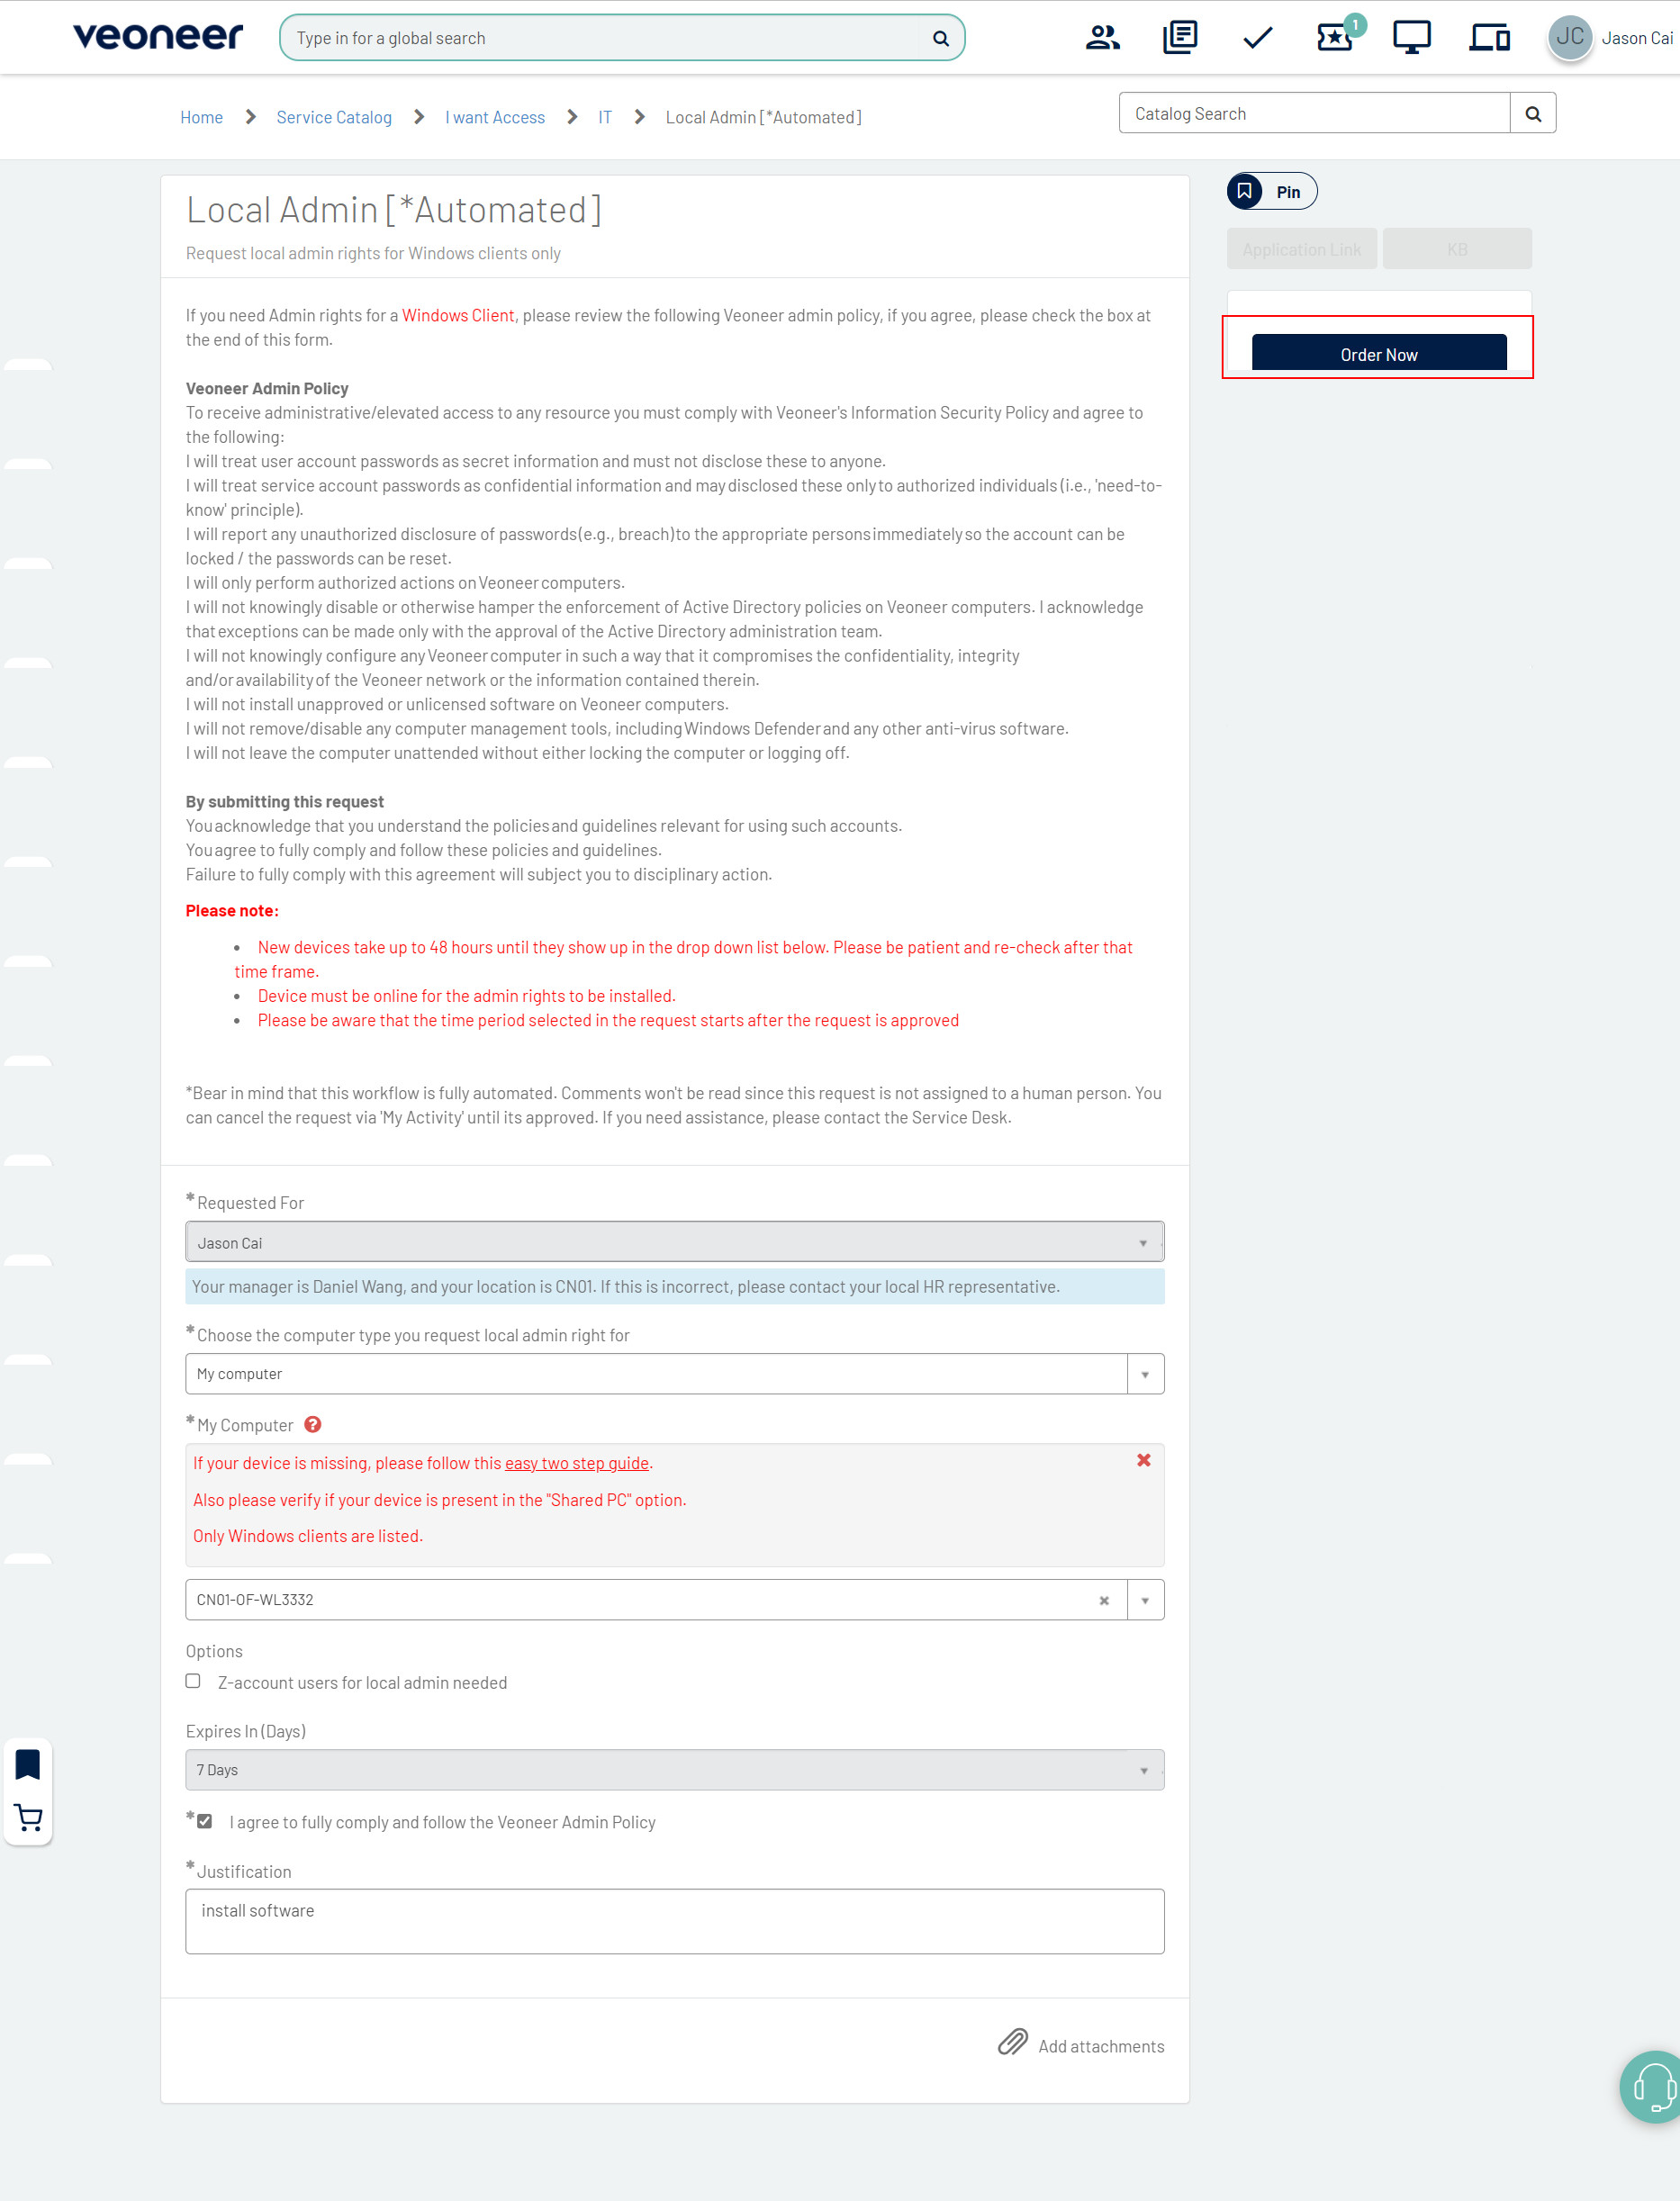 veoneer
Type in for a global search
1
JC
Jason Cai
Home
Service Catalog
I want Access
IT
Local Admin [*Automated]
Catalog Search
Local Admin [*Automated]
Request local admin rights for Windows clients only
Pin
Application Link
KB
Order Now
If you need Admin rights for a Windows Client, please review the following Veoneer admin policy, if you agree, please check the box at
the end of this form.
Veoneer Admin Policy
To receive administrative/elevated access to any resource you must comply with Veoneer's Information Security Policy and agree to
the following:
I will treat user account passwords as secret information and must not disclose these to anyone.
I will treat service account passwords as confidential information and may disclosed these only to authorized individuals (i.e., 'need-to-
know' principle).
I will report any unauthorized disclosure of passwords (e.g., breach) to the appropriate persons immediately so the account can be
locked / the passwords can be reset.
I will only perform authorized actions on Veoneer computers.
I will not knowingly disable or otherwise hamper the enforcement of Active Directory policies on Veoneer computers. I acknowledge
that exceptions can be made only with the approval of the Active Directory administration team.
I will not knowingly configure any Veoneer computer in such a way that it compromises the confidentiality, integrity
and/or availability of the Veoneer network or the information contained therein.
I will not install unapproved or unlicensed software on Veoneer computers.
I will not remove/disable any computer management tools, including Windows Defender and any other anti-virus software.
I will not leave the computer unattended without either locking the computer or logging off.
By submitting this request
You acknowledge that you understand the policies and guidelines relevant for using such accounts.
You agree to fully comply and follow these policies and guidelines.
Failure to fully comply with this agreement will subject you to disciplinary action.
Please note:
• New devices take up to 48 hours until they show up in the drop down list below. Please be patient and re-check after that
time frame.
• Device must be online for the admin rights to be installed.
• Please be aware that the time period selected in the request starts after the request is approved
*Bear in mind that this workflow is fully automated. Comments won't be read since this request is not assigned to a human person. You
can cancel the request via 'My Activity' until its approved. If you need assistance, please contact the Service Desk.
* Requested For
Jason Cai
Your manager is Daniel Wang, and your location is CN01. If this is incorrect, please contact your local HR representative.
* Choose the computer type you request local admin right for
My computer
* My Computer
If your device is missing, please follow this easy two step guide.
Also please verify if your device is present in the "Shared PC" option.
Only Windows clients are listed.
CN01-OF-WL3332
Options
Z-account users for local admin needed
Expires In (Days)
7 Days
* I agree to fully comply and follow the Veoneer Admin Policy
* Justification
install software
Add attachments